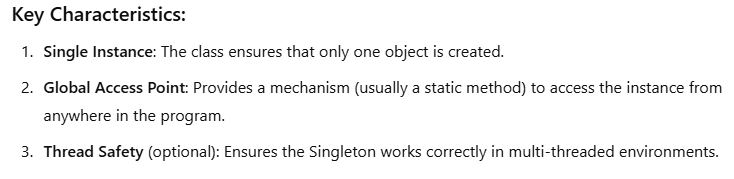 Key Characteristics:
1. Single Instance: The class ensures that only one object is created.
2. Global Access Point: Provides a mechanism (usually a static method) to access the instance from
anywhere in the program.
3. Thread Safety (optional): Ensures the Singleton works correctly in multi-threaded environments.